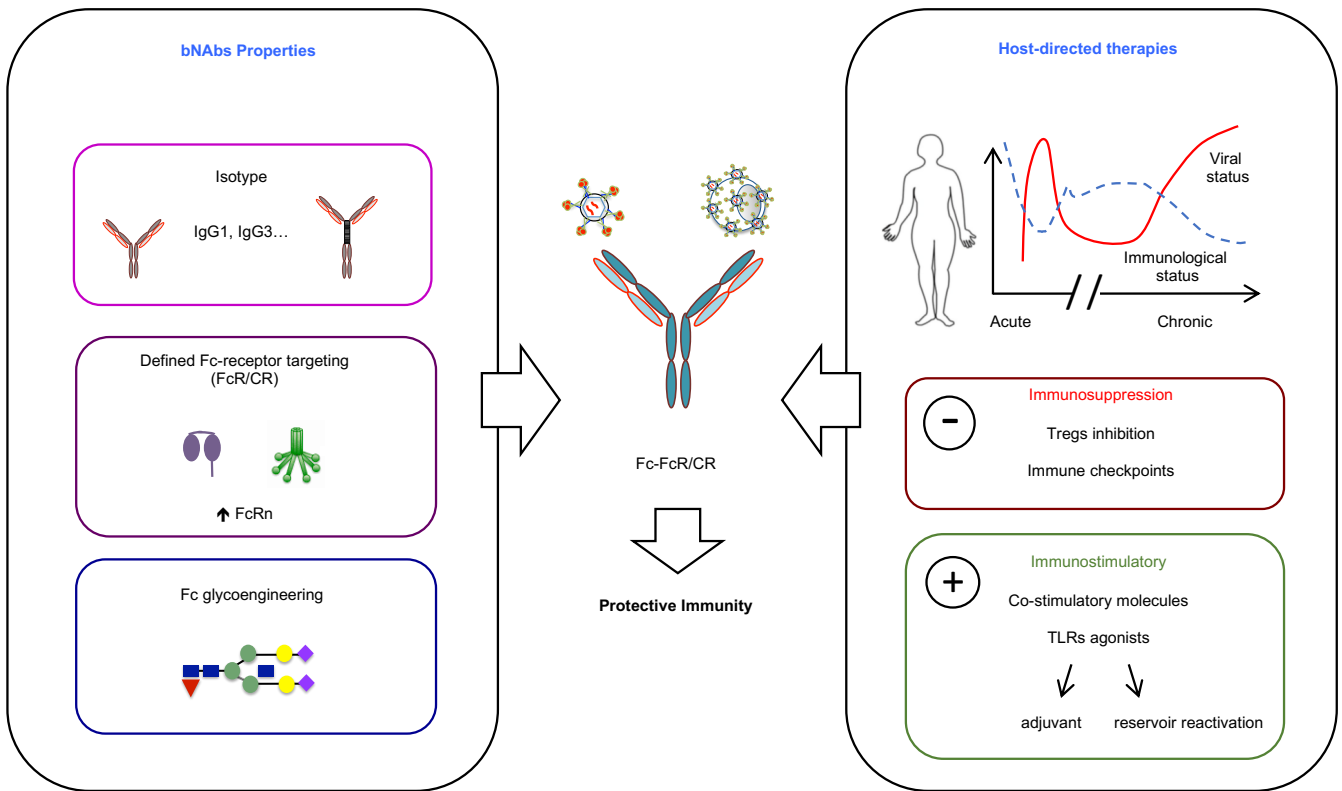 bNAbs Properties
Isotype
IgG1, IgG3…
Defined Fc-receptor targeting
(FcR/CR)
FcRn
Fc glycoengineering
Fc-FcR/CR
Protective Immunity
Host-directed therapies
Viral
status
Immunological
status
Acute
Chronic
-
Immunosuppression
Tregs inhibition
Immune checkpoints
+
Immunostimulatory
Co-stimulatory molecules
TLRs agonists
adjuvant
reservoir reactivation